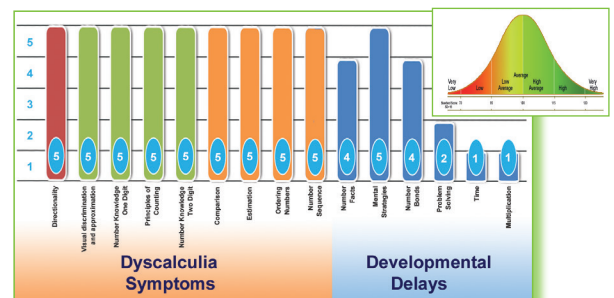 5
4
3
2
1
5
5
5
5
5
5
5
5
5
4
5
4
2
1
1
Directionality
Visual discrimination
and approximation
Number Knowledge
One Digit
Principles of
Counting
Number Knowledge
Two Digit
Comparison
Estimation
Ordering
Numbers
Number
Sequence
Number
Facts
Mental
Strategies
Number
Bonds
Problem
Solving
Time
Multiplication
Dyscalculia
Symptoms
Developmental
Delays
Very
Low
Low
Low
Average
Average
High
Average
High
Very
High